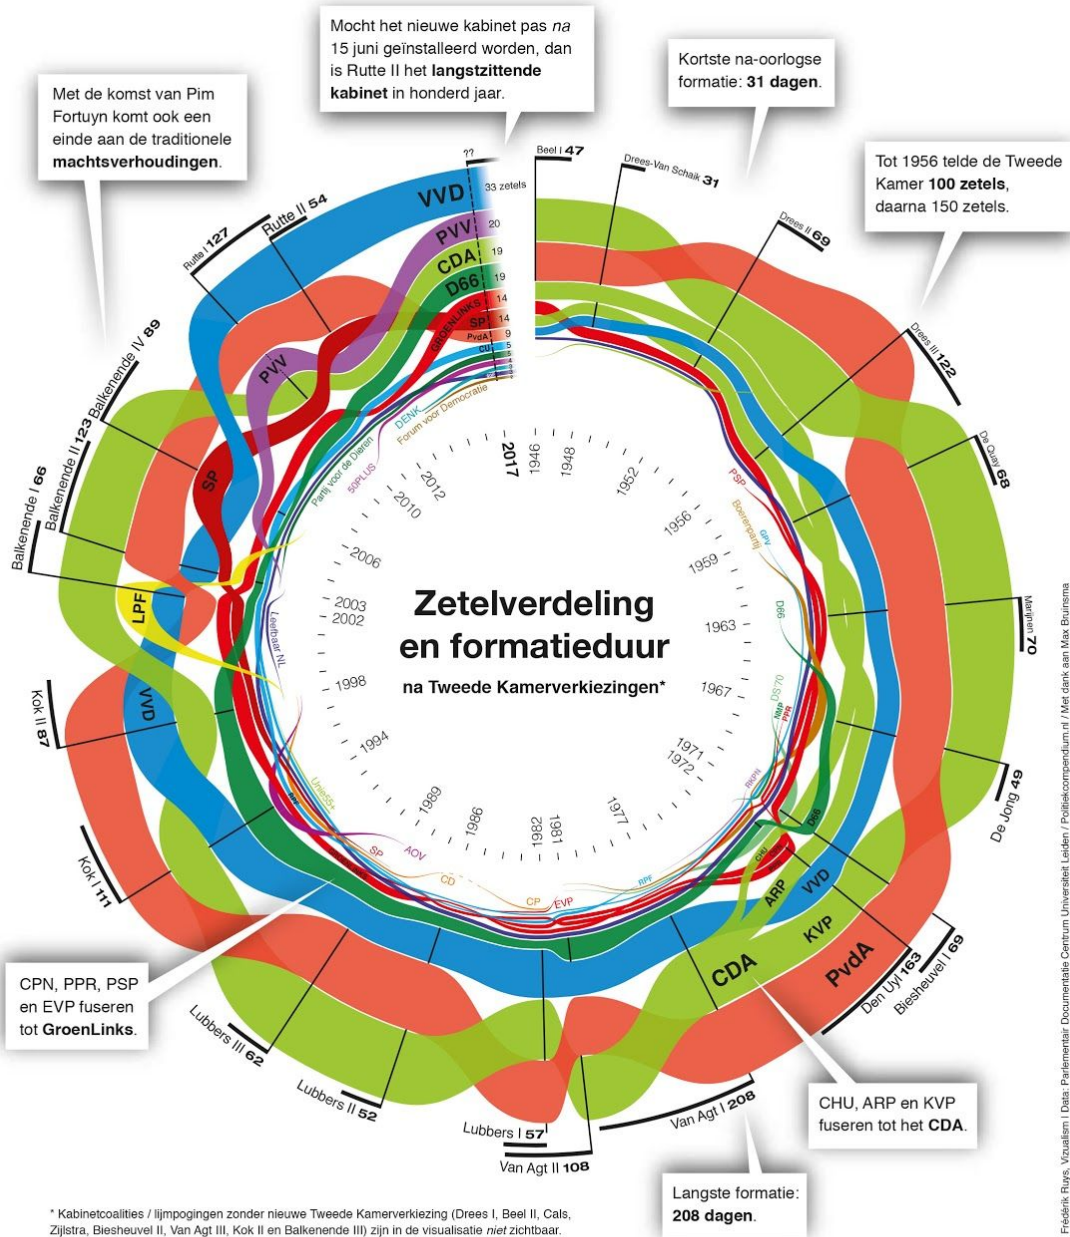 Mocht het nieuwe kabinet pas na
15 juni geïnstalleerd worden, dan
is Rutte II het langstzittende
kabinet in honderd jaar.
Kortste na-oorlogse
formatie: 31 dagen.
Met de komst van Pim
Fortuyn komt ook een
einde aan de traditionele
machtsverhoudingen.
Tot 1956 telde de Tweede
Kamer 100 zetels,
daarna 150 zetels.
??
Beel I 47
Drees-Van Schaik 31
Drees II 69
Drees III 122
De Quay 68
Marijnen 70
De Jong 49
Biesheuvel I 69
Den Uyl 163
Van Agt I 208
Van Agt II 108
Lubbers I 57
Lubbers II 52
Lubbers III 62
Kok I 111
Kok II 87
Balkenende I 66
Balkenende II 123
Balkenende IV 89
Rutte I 127
Rutte II 54
VVD
33 zetels
PVV
20
CDA
19
D66
19
GROENLINKS
14
SP
14
PvdA
9
CU
5
5
4
3
3
2
Partij voor de Dieren
50PLUS
DENK
Forum voor Democratie
PVV
SP
LPF
VVD
Leefbaar NL
Unie55+
RPF
AOV
SP
CD
CP
EVP
RPF
RKPN
PSP
Boerenpartij
GPV
D66
DS70
NMP
PPR
D66
CHU
ARP
VVD
KVP
CDA
PvdA
1946
1948
1952
1956
1959
1963
1967
1971
1972
1977
1981
1982
1986
1989
1994
1998
2002
2003
2006
2010
2012
2017
Zetelverdeling
en formatieduur
na Tweede Kamerverkiezingen*
CPN, PPR, PSP
en EVP fuseren
tot GroenLinks.
CHU, ARP en KVP
fuseren tot het CDA.
Langste formatie:
208 dagen.
* Kabinetcoalities / lijmpogingen zonder nieuwe Tweede Kamerverkiezing (Drees I, Beel II, Cals,
Zijlstra, Biesheuvel II, Van Agt III, Kok II en Balkenende III) zijn in de visualisatie niet zichtbaar.
Frédérik Ruys, Vizualism | Data: Parlementair Documentatie Centrum Universiteit Leiden / Politiekcompendium.nl / Met dank aan Max Bruinsma